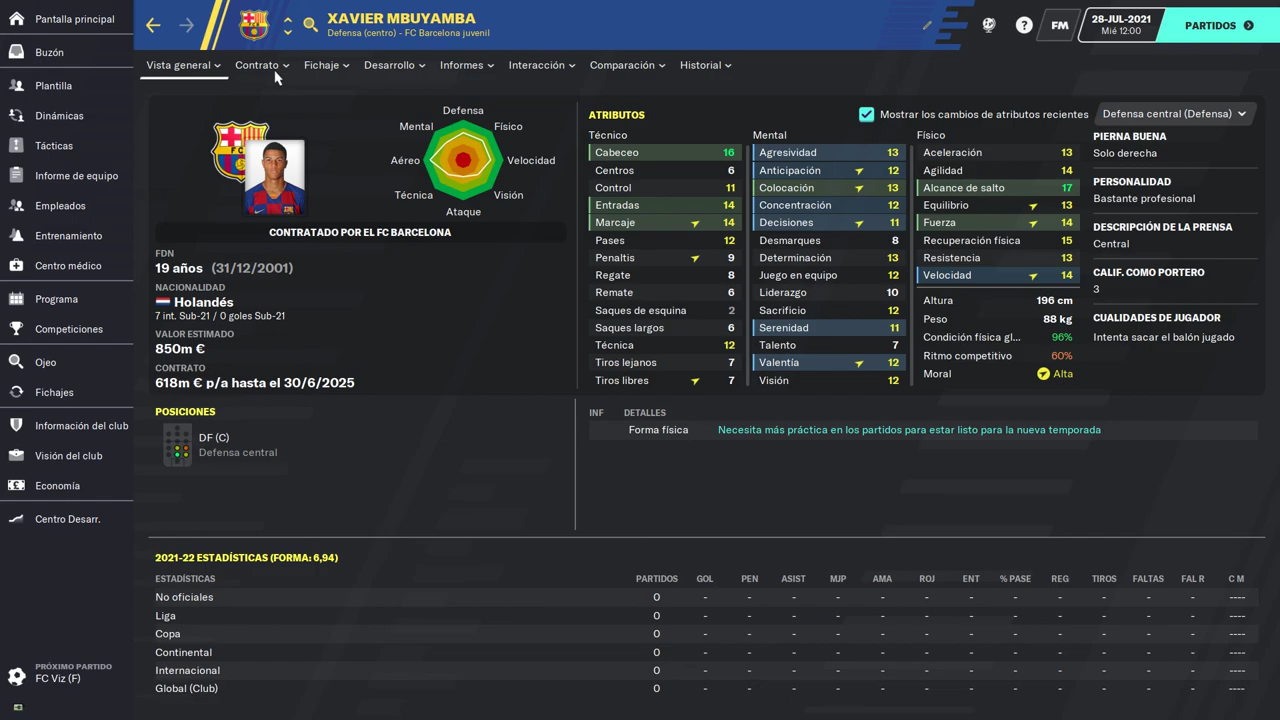 Pantalla principal
Buzón
Plantilla
Dinámicas
Tácticas
Informe de equipo
Empleados
Entrenamiento
Centro médico
Programa
Competiciones
Ojeo
Fichajes
Información del club
Visión del club
Economía
Centro Desarr.
PRÓXIMO PARTIDO
FC Viz (F)
XAVIER MBUYAMBA
Defensa (centro) - FC Barcelona juvenil
FM
28-JUL-2021
Mié 12:00
PARTIDOS
Vista general Contrato Fichaje Desarrollo Informes Interacción Comparación Historial
Defensa
Físico
Velocidad
Visión
Ataque
Técnica
Aéreo
Mental
CONTRATADO POR EL FC BARCELONA
FDN
19 años (31/12/2001)
NACIONALIDAD
Holandés
7 int. Sub-21 / 0 goles Sub-21
VALOR ESTIMADO
850m €
CONTRATO
618m € p/a hasta el 30/6/2025
ATRIBUTOS
Mostrar los cambios de atributos recientes
Defensa central (Defensa)
Técnico
Cabeceo 16
Centros 6
Control 11
Entradas 14
Marcaje 14
Pases 12
Penaltis 9
Regate 8
Remate 6
Saques de esquina 2
Saques largos 6
Técnica 12
Tiros lejanos 7
Tiros libres 7
Mental
Agresividad 13
Anticipación 12
Colocación 13
Concentración 12
Decisiones 11
Desmarques 8
Determinación 13
Juego en equipo 12
Liderazgo 10
Sacrificio 12
Serenidad 11
Talento 7
Valentía 12
Visión 12
Físico
Aceleración 13
Agilidad 14
Alcance de salto 17
Equilibrio 13
Fuerza 14
Recuperación física 15
Resistencia 13
Velocidad 14
Altura 196 cm
Peso 88 kg
Condición física gl... 96%
Ritmo competitivo 60%
Moral Alta
PIERNA BUENA
Solo derecha
PERSONALIDAD
Bastante profesional
DESCRIPCIÓN DE LA PRENSA
Central
CALIF. COMO PORTERO
3
CUALIDADES DE JUGADOR
Intenta sacar el balón jugado
POSICIONES
DF (C)
Defensa central
INF DETALLES
Forma física Necesita más práctica en los partidos para estar listo para la nueva temporada
2021-22 ESTADÍSTICAS (FORMA: 6,94)
ESTADÍSTICAS PARTIDOS GOL PEN ASIST MJP AMA ROJ ENT % PASE REG TIROS FALTAS FAL R C M
No oficiales 0 - - - - - - - - - - - - ----
Liga 0 - - - - - - - - - - - - ----
Copa 0 - - - - - - - - - - - - ----
Continental 0 - - - - - - - - - - - - ----
Internacional 0 - - - - - - - - - - - - ----
Global (Club) 0 - - - - - - - - - - - - ----